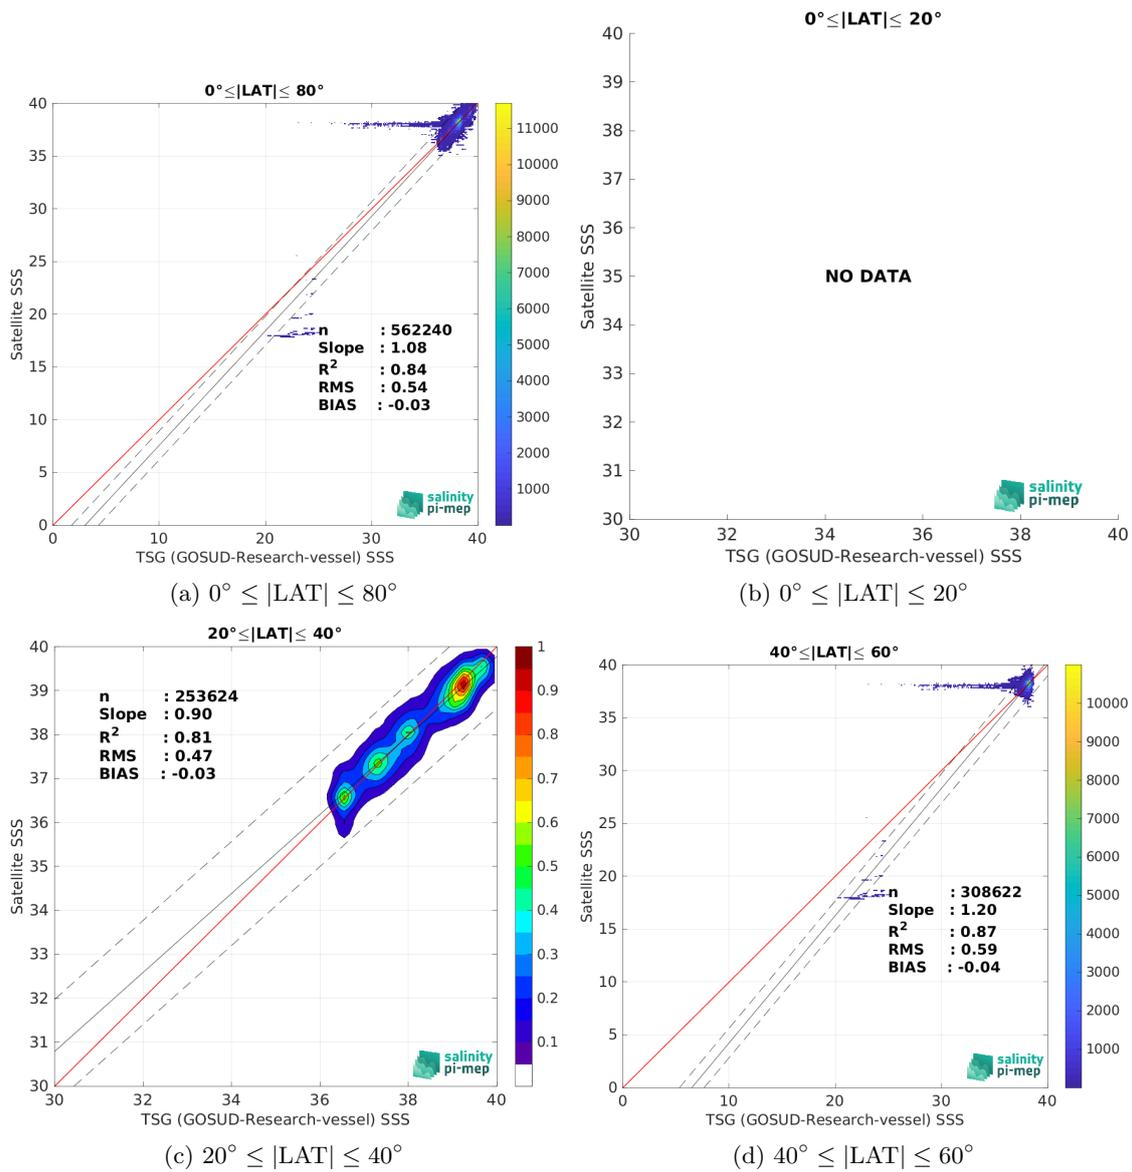 0°≤|LAT|≤ 80°
40
35
30
25
20
15
10
5
0
Satellite SSS
n : 562240
Slope : 1.08
R² : 0.84
RMS : 0.54
BIAS : -0.03
salinity
pi-mep
0 10 20 30 40
TSG (GOSUD-Research-vessel) SSS
11000
10000
9000
8000
7000
6000
5000
4000
3000
2000
1000
(a) 0° ≤ |LAT| ≤ 80°
0°≤|LAT|≤ 20°
40
39
38
37
36
35
34
33
32
31
30
Satellite SSS
NO DATA
salinity
pi-mep
30 32 34 36 38 40
TSG (GOSUD-Research-vessel) SSS
(b) 0° ≤ |LAT| ≤ 20°
20°≤|LAT|≤ 40°
40
39
38
37
36
35
34
33
32
31
30
Satellite SSS
n : 253624
Slope : 0.90
R² : 0.81
RMS : 0.47
BIAS : -0.03
salinity
pi-mep
30 32 34 36 38 40
TSG (GOSUD-Research-vessel) SSS
1
0.9
0.8
0.7
0.6
0.5
0.4
0.3
0.2
0.1
(c) 20° ≤ |LAT| ≤ 40°
40°≤|LAT|≤ 60°
40
35
30
25
20
15
10
5
0
Satellite SSS
n : 308622
Slope : 1.20
R² : 0.87
RMS : 0.59
BIAS : -0.04
salinity
pi-mep
0 10 20 30 40
TSG (GOSUD-Research-vessel) SSS
10000
9000
8000
7000
6000
5000
4000
3000
2000
1000
(d) 40° ≤ |LAT| ≤ 60°